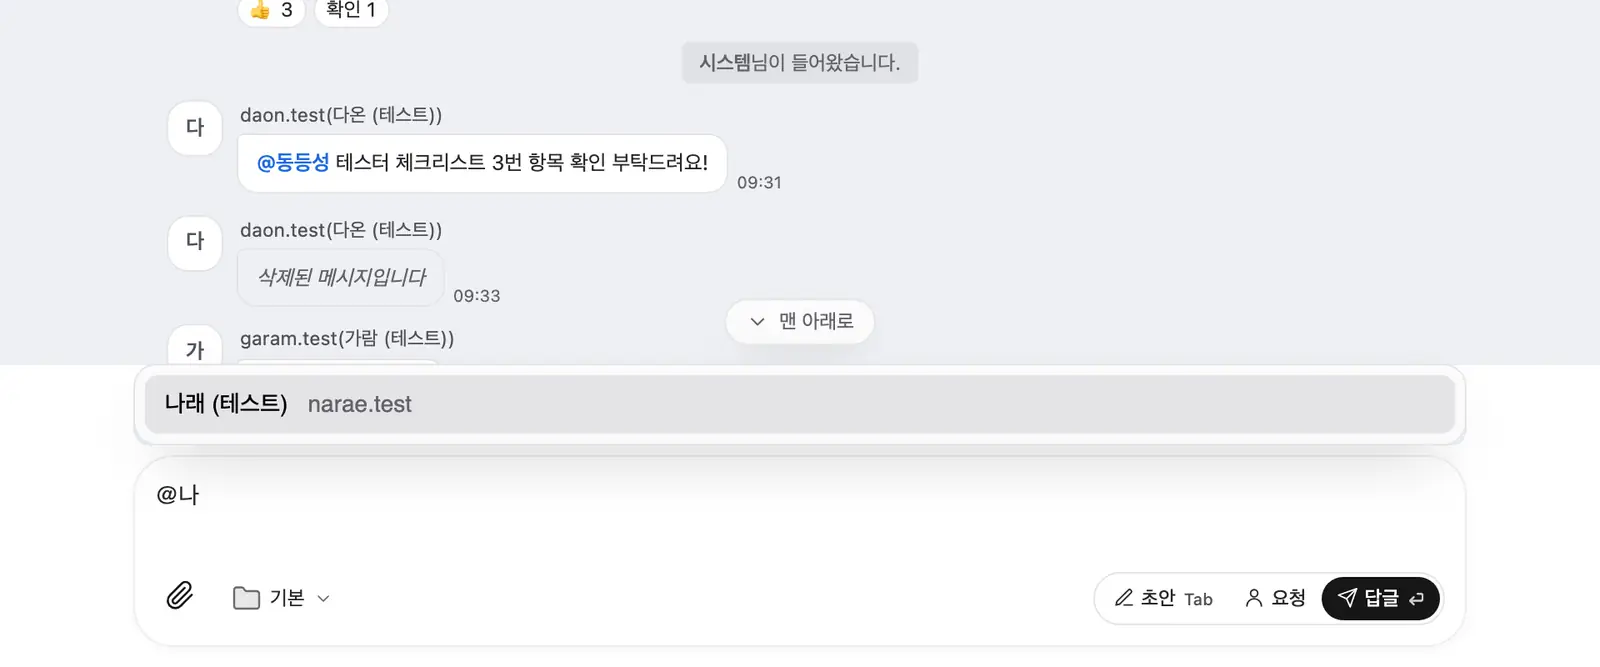 👍 3 확인 1
시스템님이 들어왔습니다.
다
daon.test(다온 (테스트))
@동등성 테스터 체크리스트 3번 항목 확인 부탁드려요!
09:31
다
daon.test(다온 (테스트))
삭제된 메시지입니다
09:33
맨 아래로
가
garam.test(가람 (테스트))
나래 (테스트) narae.test
@나
기본
초안 Tab 요청 답글